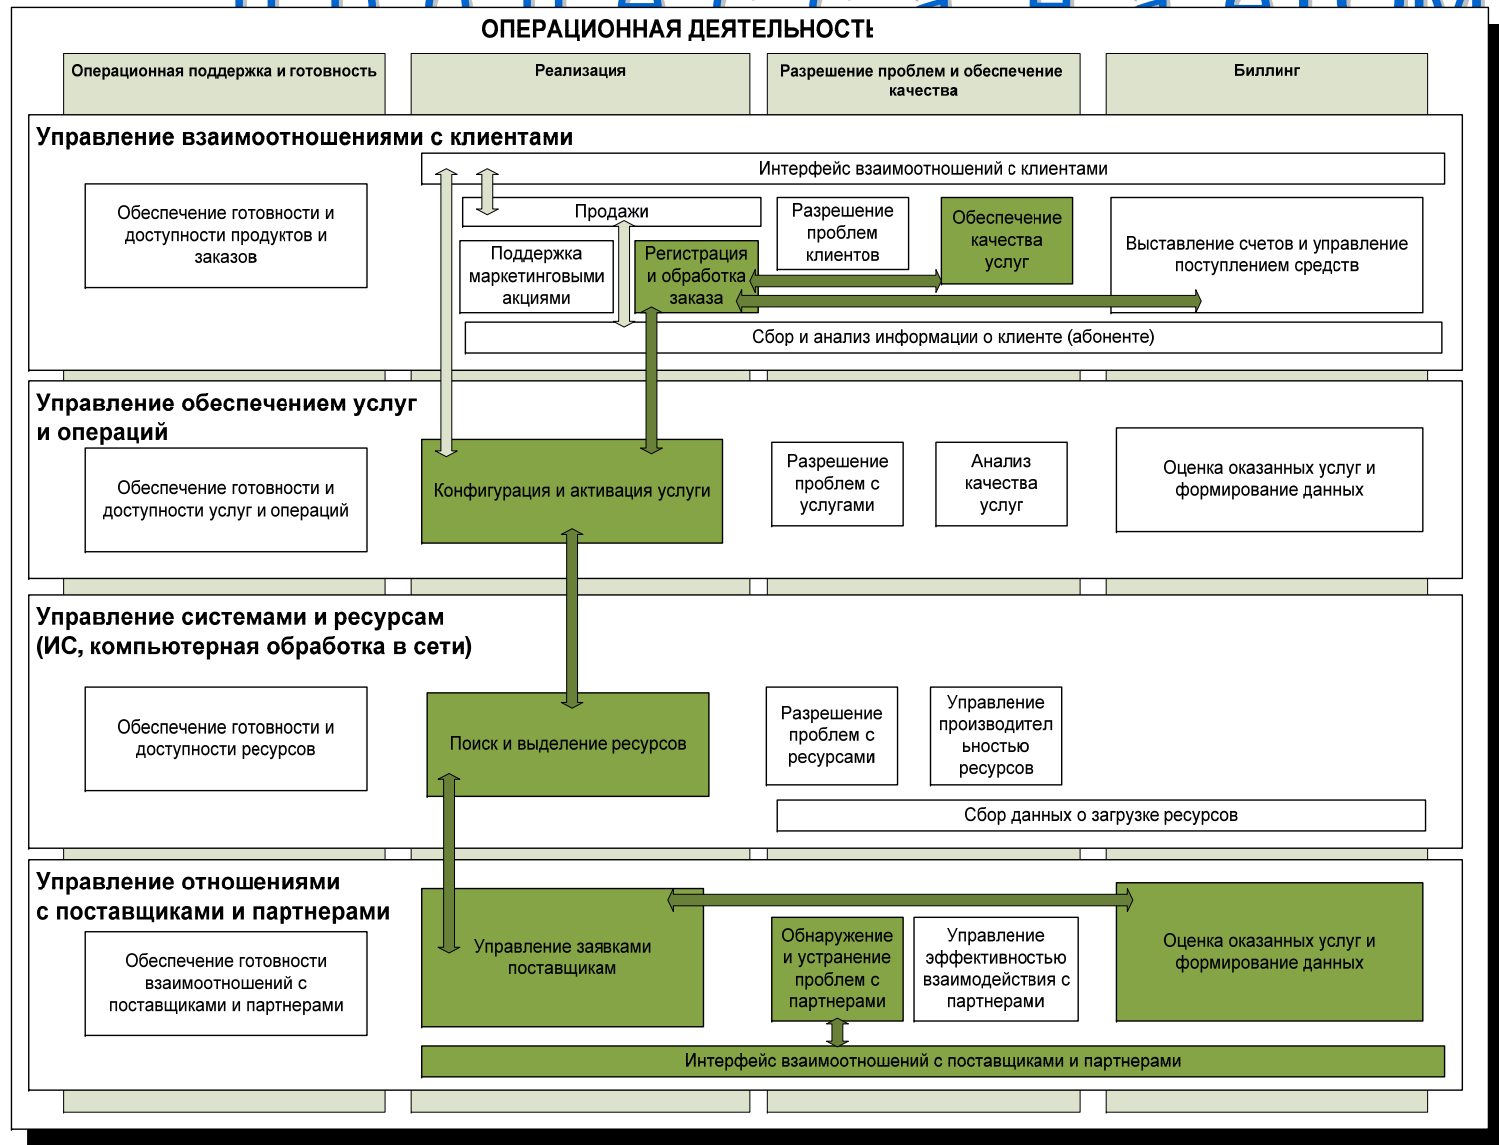 ОПЕРАЦИОННАЯ ДЕЯТЕЛЬНОСТЬ
Операционная поддержка и готовность
Реализация
Разрешение проблем и обеспечение
качества
Биллинг
Управление взаимоотношениями с клиентами
Интерфейс взаимоотношений с клиентами
Обеспечение готовности и
доступности продуктов и
заказов
Продажи
Поддержка
маркетинговыми
акциями
Регистрация
и обработка
заказа
Разрешение
проблем
клиентов
Обеспечение
качества
услуг
Выставление счетов и управление
поступлением средств
Сбор и анализ информации о клиенте (абоненте)
Управление обеспечением услуг
и операций
Обеспечение готовности и
доступности услуг и операций
Конфигурация и активация услуги
Разрешение
проблем с
услугами
Анализ
качества
услуг
Оценка оказанных услуг и
формирование данных
Управление системами и ресурсам
(ИС, компьютерная обработка в сети)
Обеспечение готовности и
доступности ресурсов
Поиск и выделение ресурсов
Разрешение
проблем с
ресурсами
Управление
производител
ьностью
ресурсов
Сбор данных о загрузке ресурсов
Управление отношениями
с поставщиками и партнерами
Обеспечение готовности
взаимоотношений с
поставщиками и партнерами
Управление заявками
поставщикам
Обнаружение
и устранение
проблем с
партнерами
Управление
эффективностью
взаимодействия с
партнерами
Оценка оказанных услуг и
формирование данных
Интерфейс взаимоотношений с поставщиками и партнерами